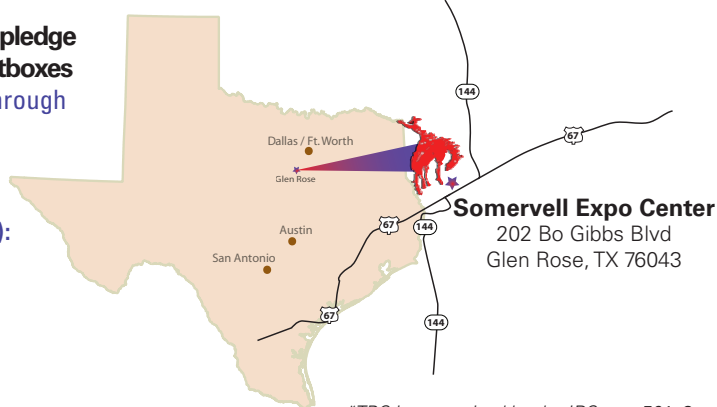 pledge
tboxes
rough
):
Dallas / Ft. Worth
Glen Rose
Austin
San Antonio
144
67
67
144
67
144
Somervell Expo Center
202 Bo Gibbs Blvd
Glen Rose, TX 76043